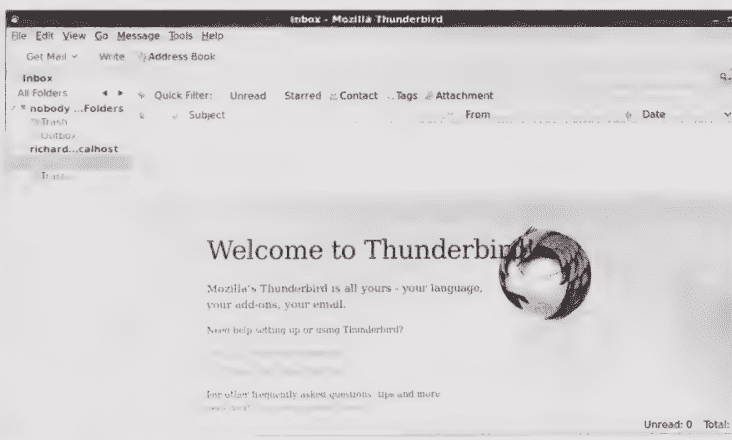 Inbox - Mozilla Thunderbird
File Edit View Go Message Tools Help
Get Mail Write Address Book
Inbox
All Folders
Quick Filter: Unread Starred Contact Tags Attachment
nobody ...Folders
Subject From Date
Trash
Outbox
richard...calhost
Welcome to Thunderbird
Mozilla's Thunderbird is all yours - your language,
your add-ons, your email.
Need help setting up or using Thunderbird?
For other frequently asked questions, tips and more
Unread: 0 Total: